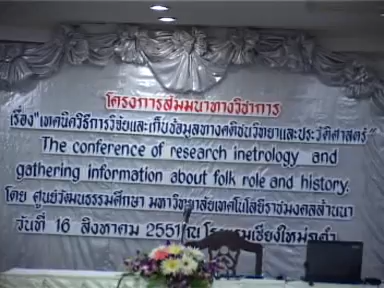 โครงการสัมมนาทางวิชาการ
เรื่อง"เทคนิควิธีการวิจัยและเก็บข้อมูลทางคติชนวิทยาและประวัติศาสตร์"
The conference of research inetrology and
gathering information about folk role and history.
โดย ศูนย์วัฒนธรรมศึกษา มหาวิทยาลัยเทคโนโลยีราชมงคลล้านนา
วันที่ 16 สิงหาคม 2551 ณ โรงแรมเชียงใหม่